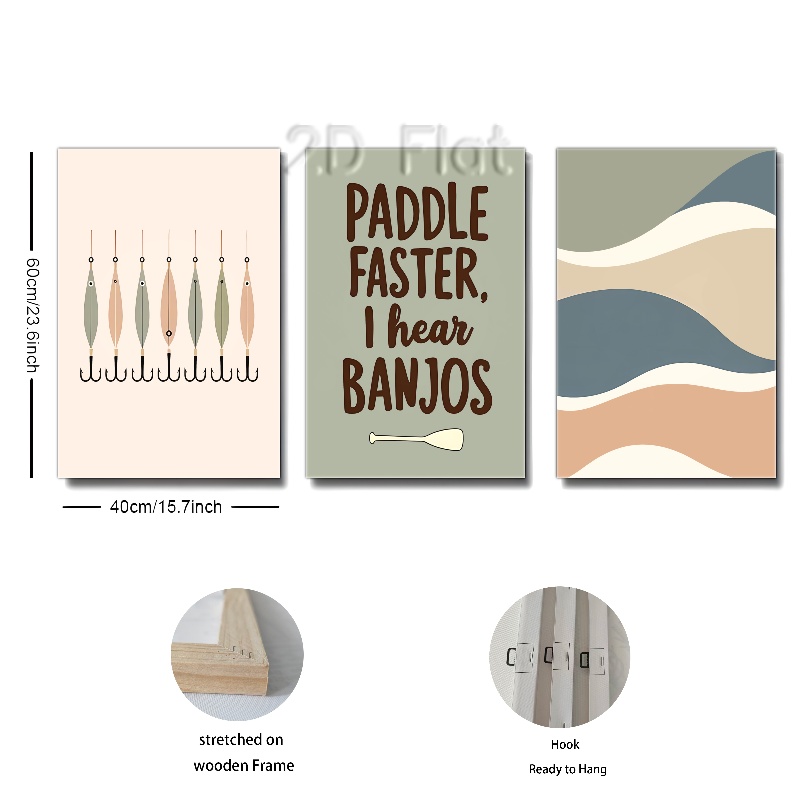 2D Flat
PADDLE
FASTER,
I hear
BANJOS
60cm/23.6inch
40cm/15.7inch
stretched on
wooden Frame
Hook
Ready to Hang